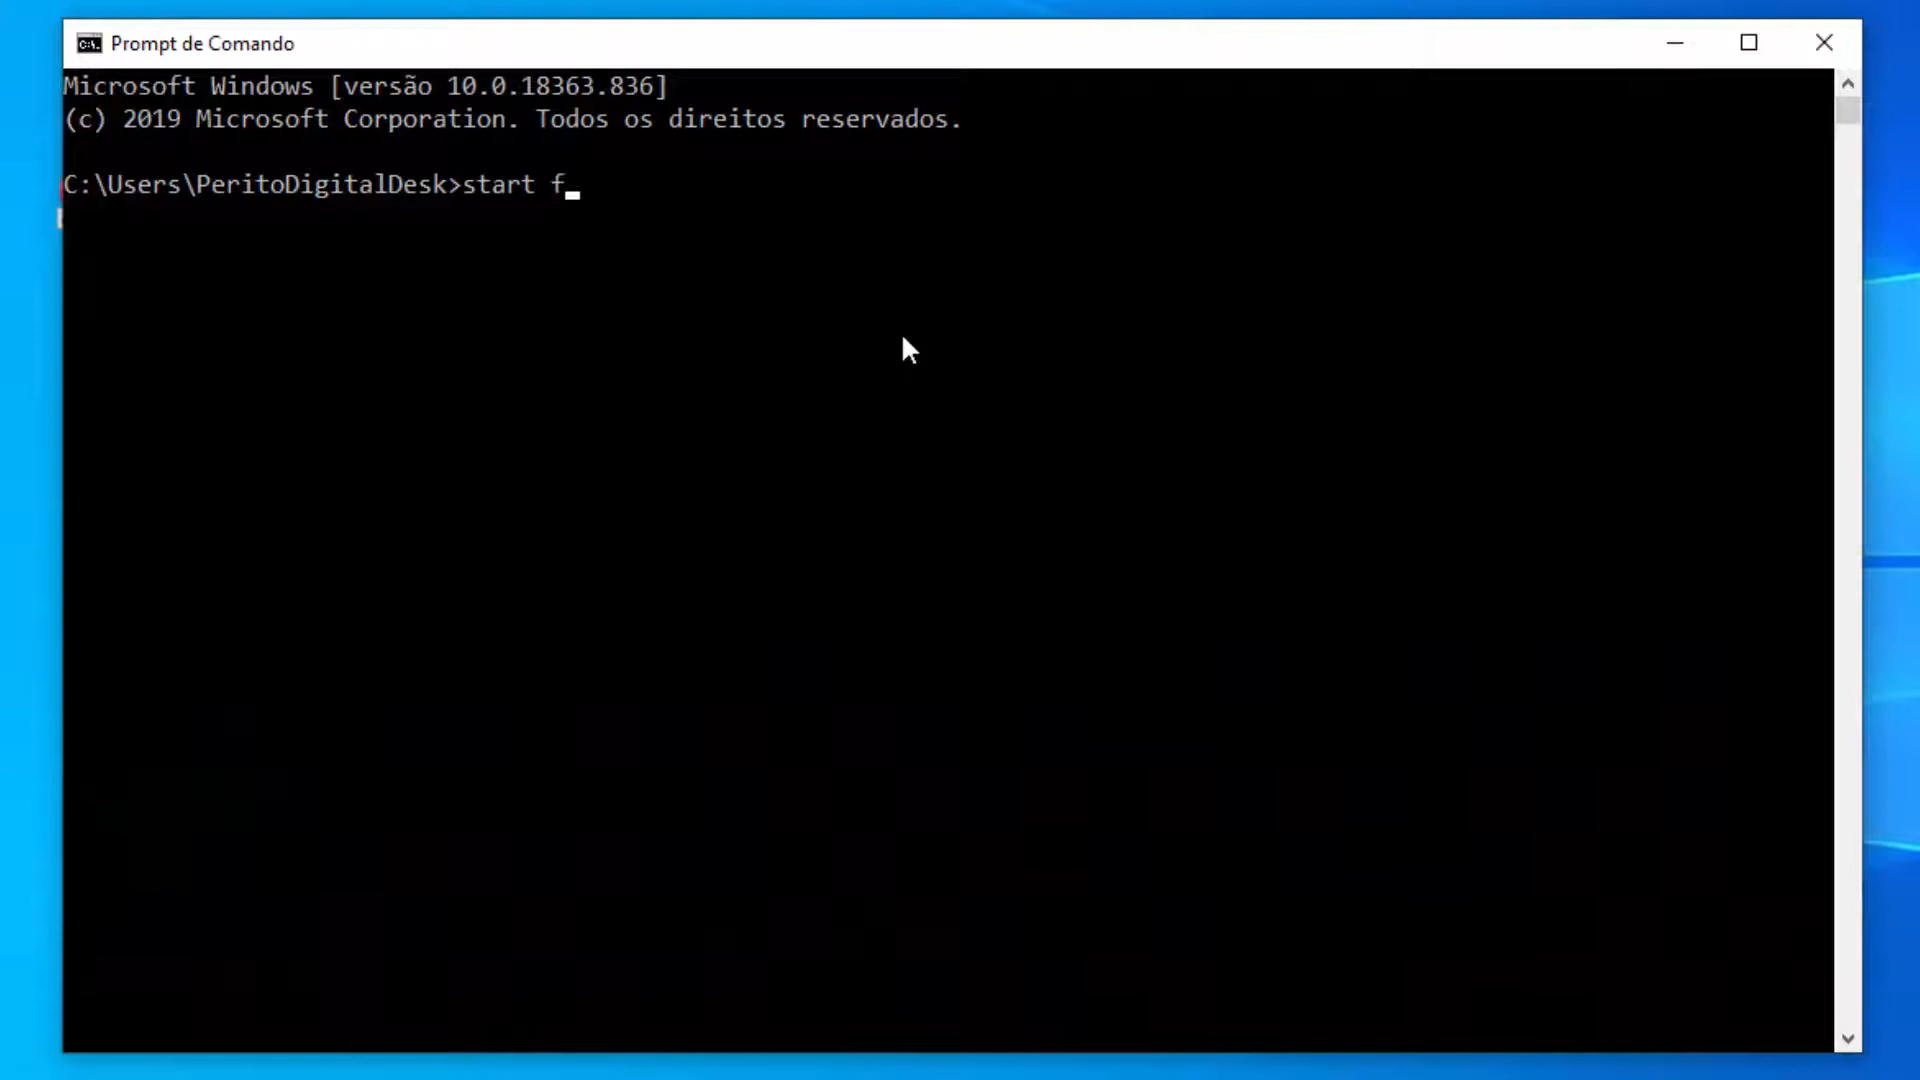 Prompt de Comando
Microsoft Windows [versão 10.0.18363.836]
(c) 2019 Microsoft Corporation. Todos os direitos reservados.
C:\Users\PeritoDigitalDesk>start f_